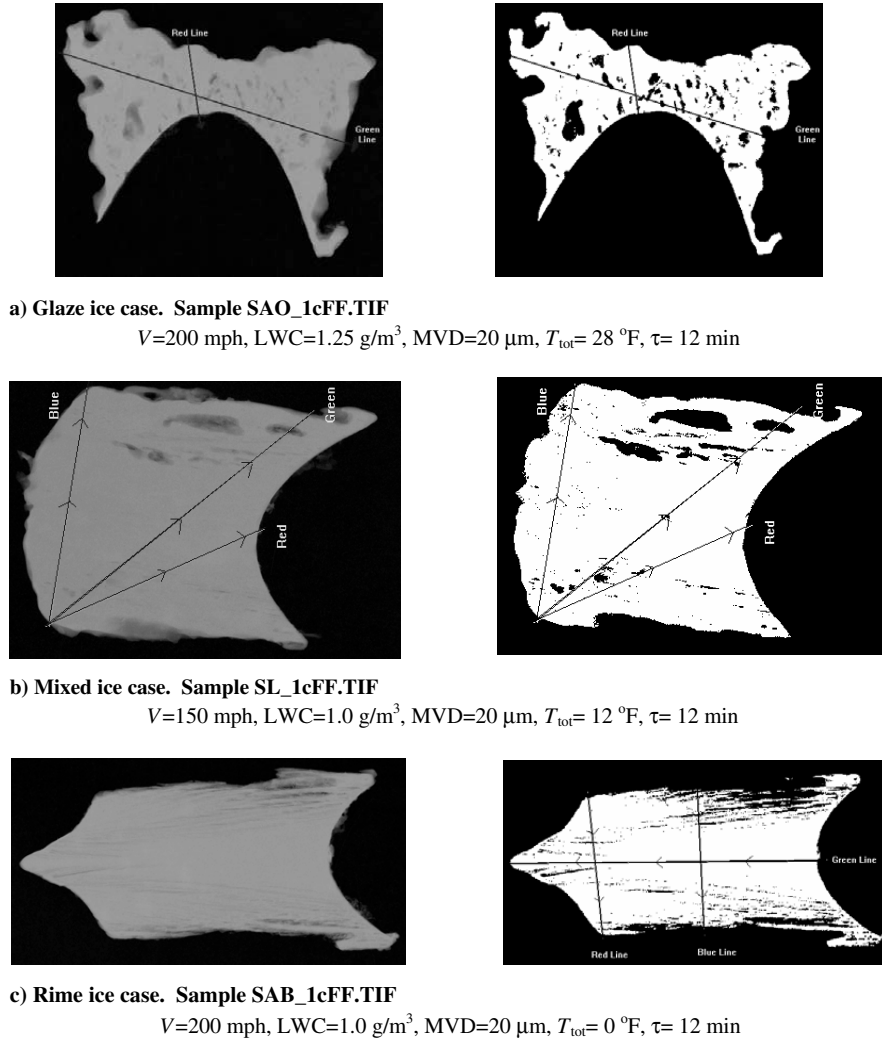 Red Line
Green
Line
Red Line
Green
Line
a) Glaze ice case. Sample SAO_1cFF.TIF
V=200 mph, LWC=1.25 g/m³, MVD=20 μm, Ttot= 28 °F, τ= 12 min
Blue
Green
Red
Blue
Green
Red
b) Mixed ice case. Sample SL_1cFF.TIF
V=150 mph, LWC=1.0 g/m³, MVD=20 μm, Ttot= 12 °F, τ= 12 min
Green Line
Red Line
Blue Line
c) Rime ice case. Sample SAB_1cFF.TIF
V=200 mph, LWC=1.0 g/m³, MVD=20 μm, Ttot= 0 °F, τ= 12 min